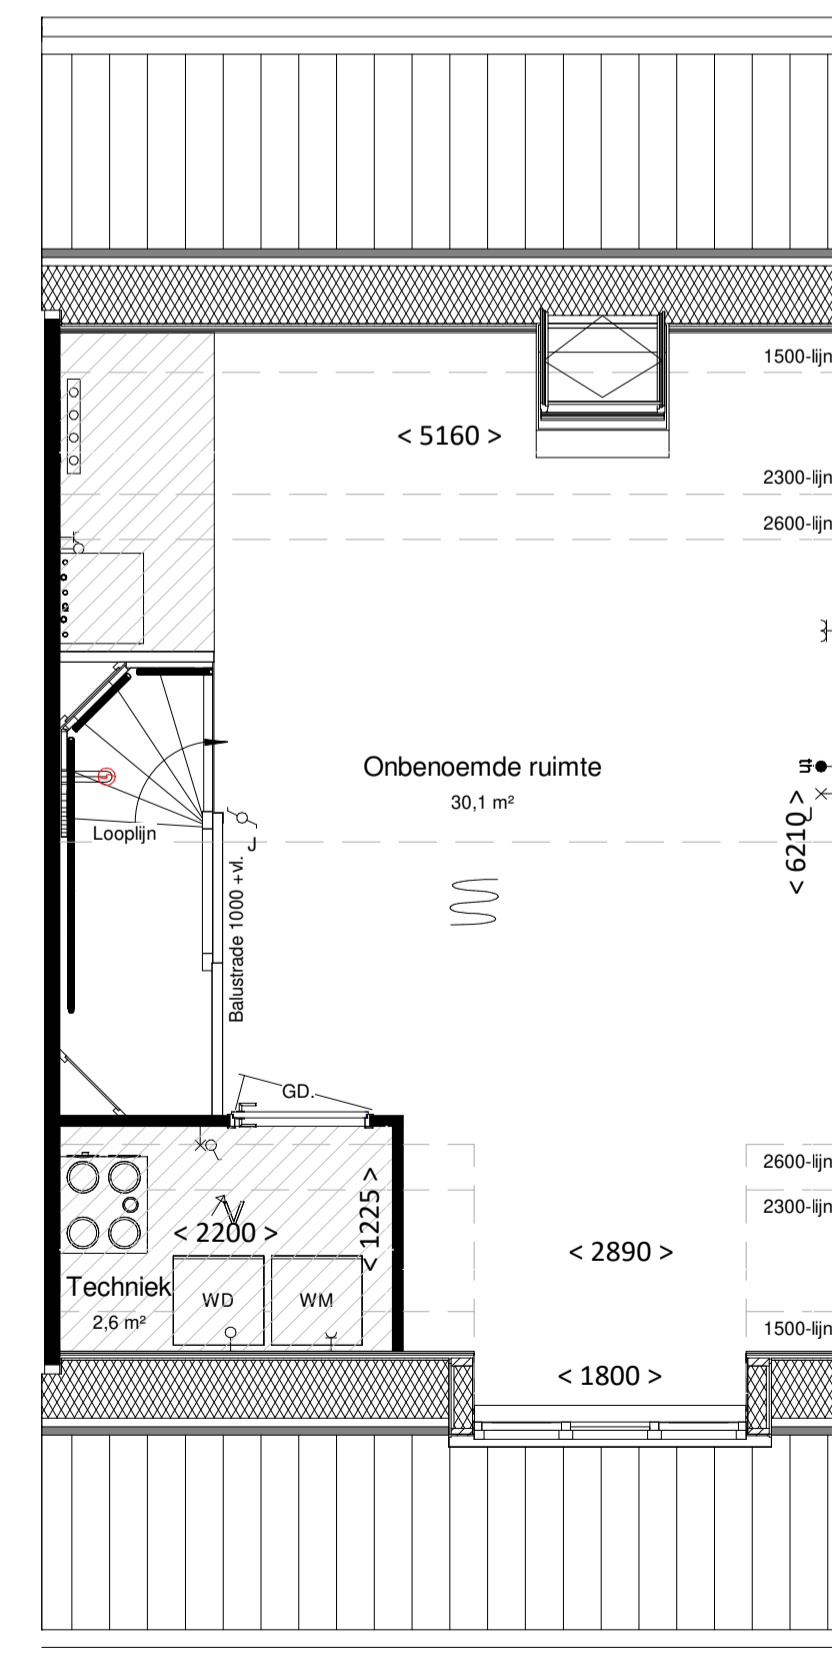 1500-lijn
< 5160 >
2300-lijn
2600-lijn
Onbenoemde ruimte
30,1 m²
th
< 6210 >
Looplijn
Balustrade 1000 +vl.
GD.
2600-lijn
< 1225 >
2300-lijn
< 2200 >
< 2890 >
Techniek
2,6 m²
WD
WM
1500-lijn
< 1800 >